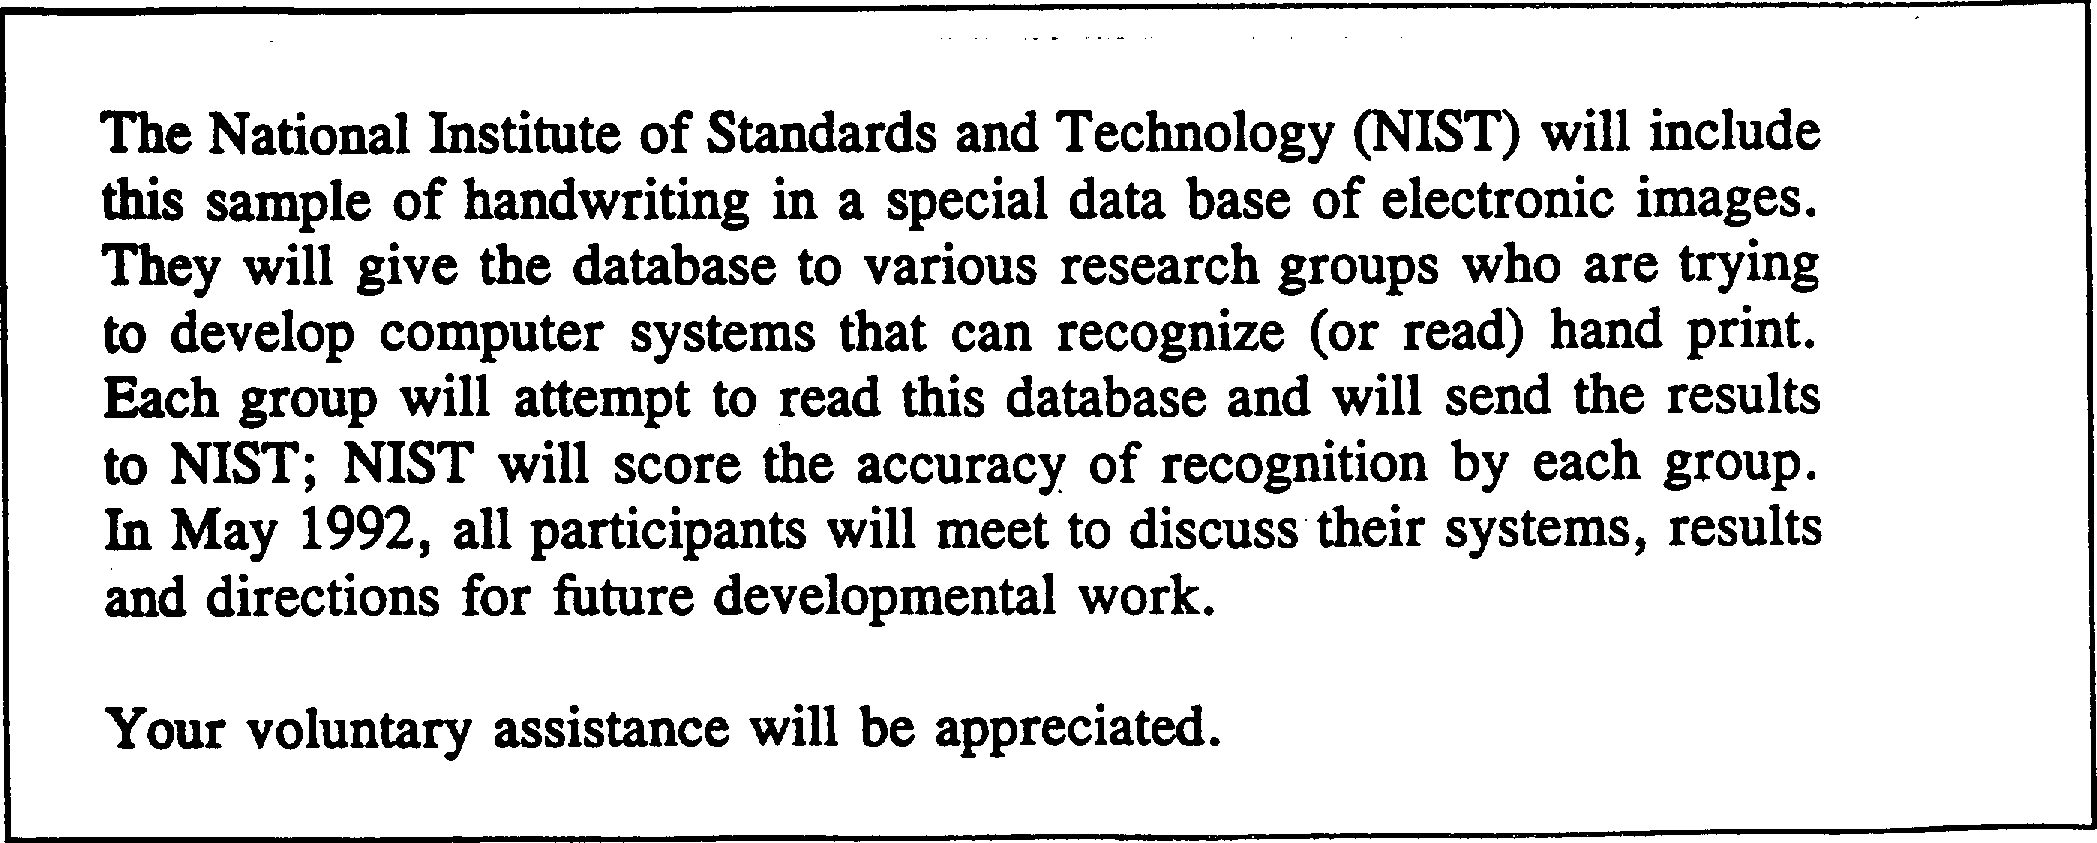 The National Institute of Standards and Technology (NIST) will include
this sample of handwriting in a special data base of electronic images.
They will give the database to various research groups who are trying
to develop computer systems that can recognize (or read) hand print.
Each group will attempt to read this database and will send the results
to NIST; NIST will score the accuracy of recognition by each group.
In May 1992, all participants will meet to discuss their systems, results
and directions for future developmental work.
Your voluntary assistance will be appreciated.